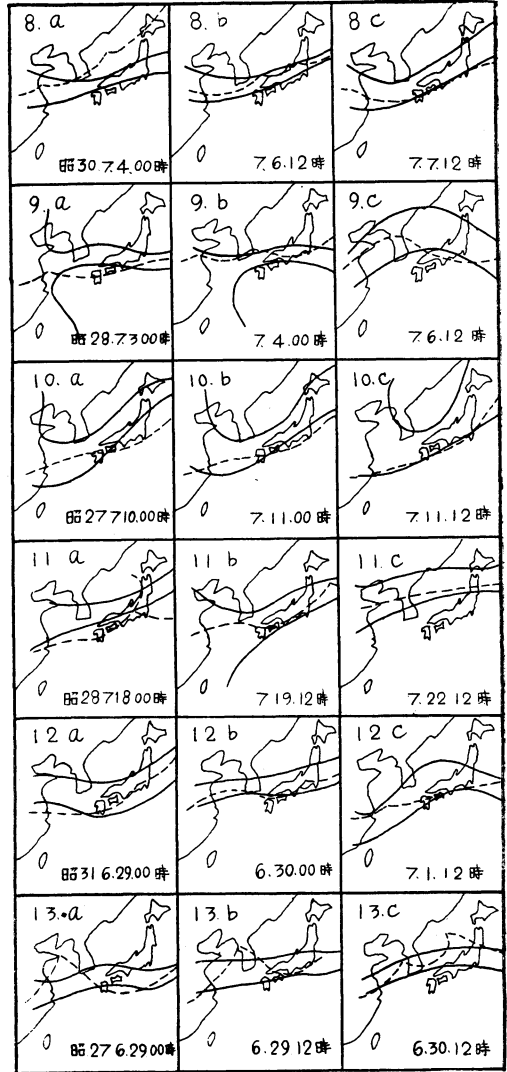 8. a
昭30.7.4.00時
8. b
7.6.12時
8 c
7.7.12時
9. a
昭28.7.3 00時
9. b
7.4.00時
9. c
7.6.12時
10. a
昭27 7 10.00時
10. b
7.11.00時
10. c
7.11.12時
11 a
昭28 7 18 00時
11 b
7 19.12時
11. c
7.22 12時
12 a
昭31 6.29.00時
12 b
6.30.00時
12 c
7.1.12時
13. a
昭27 6.29 00時
13. b
6.29 12時
13. c
6.30.12時